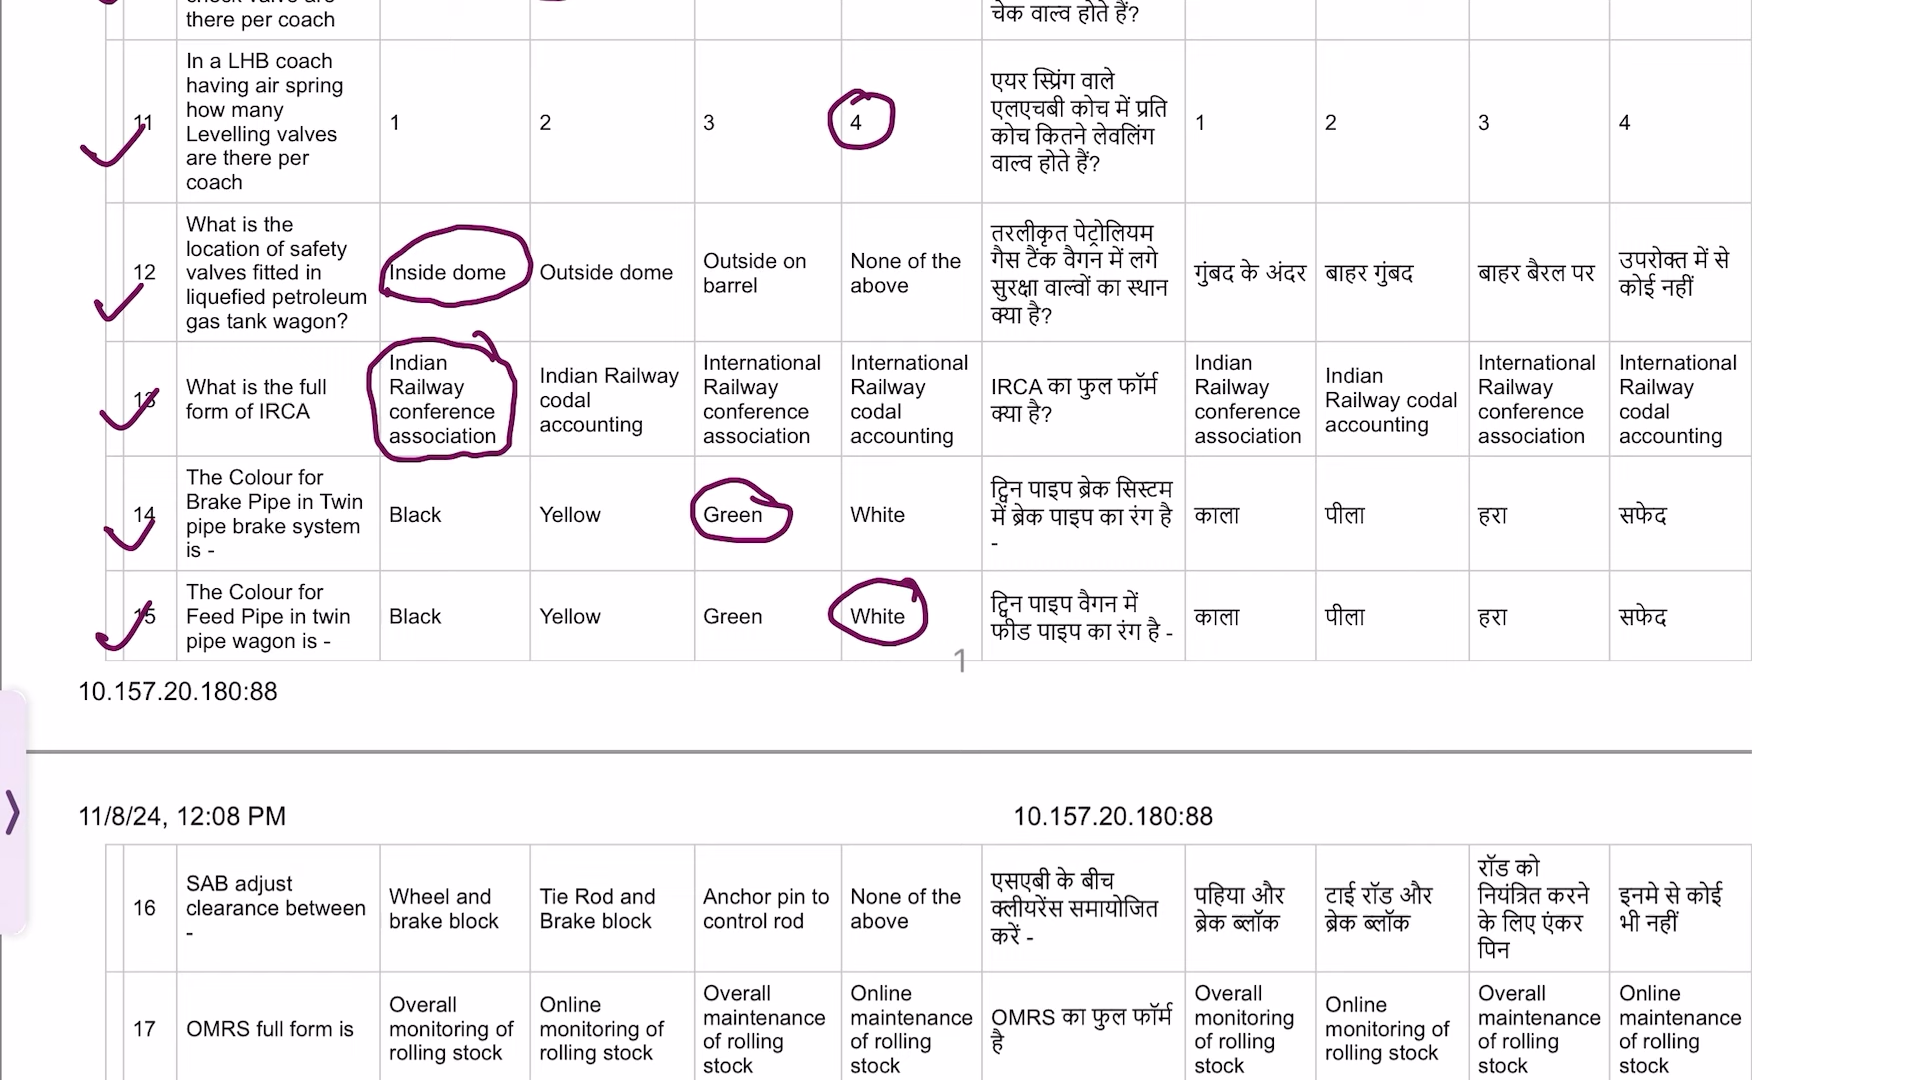 check valve are
there per coach
चेक वाल्व होते हैं?
11
In a LHB coach
having air spring
how many
Levelling valves
are there per
coach
1
2
3
4
एयर स्प्रिंग वाले
एलएचबी कोच में प्रति
कोच कितने लेवलिंग
वाल्व होते हैं?
1
2
3
4
12
What is the
location of safety
valves fitted in
liquefied petroleum
gas tank wagon?
Inside dome
Outside dome
Outside on
barrel
None of the
above
तरलीकृत पेट्रोलियम
गैस टैंक वैगन में लगे
सुरक्षा वाल्वों का स्थान
क्या है?
गुंबद के अंदर
बाहर गुंबद
बाहर बैरल पर
उपरोक्त में से
कोई नहीं
13
What is the full
form of IRCA
Indian
Railway
conference
association
Indian Railway
codal
accounting
International
Railway
conference
association
International
Railway
codal
accounting
IRCA का फुल फॉर्म
क्या है?
Indian
Railway
conference
association
Indian
Railway codal
accounting
International
Railway
conference
association
International
Railway
codal
accounting
14
The Colour for
Brake Pipe in Twin
pipe brake system
is -
Black
Yellow
Green
White
ट्विन पाइप ब्रेक सिस्टम
में ब्रेक पाइप का रंग है
-
काला
पीला
हरा
सफेद
15
The Colour for
Feed Pipe in twin
pipe wagon is -
Black
Yellow
Green
White
ट्विन पाइप वैगन में
फीड पाइप का रंग है -
काला
पीला
हरा
सफेद
1
10.157.20.180:88
11/8/24, 12:08 PM
10.157.20.180:88
16
SAB adjust
clearance between
-
Wheel and
brake block
Tie Rod and
Brake block
Anchor pin to
control rod
None of the
above
एसएबी के बीच
क्लीयरेंस समायोजित
करें -
पहिया और
ब्रेक ब्लॉक
टाई रॉड और
ब्रेक ब्लॉक
रॉड को
नियंत्रित करने
के लिए एंकर
पिन
इनमे से कोई
भी नहीं
17
OMRS full form is
Overall
monitoring of
rolling stock
Online
monitoring of
rolling stock
Overall
maintenance
of rolling
stock
Online
maintenance
of rolling
stock
OMRS का फुल फॉर्म
है
Overall
monitoring
of rolling
stock
Online
monitoring of
rolling stock
Overall
maintenance
of rolling
stock
Online
maintenance
of rolling
stock